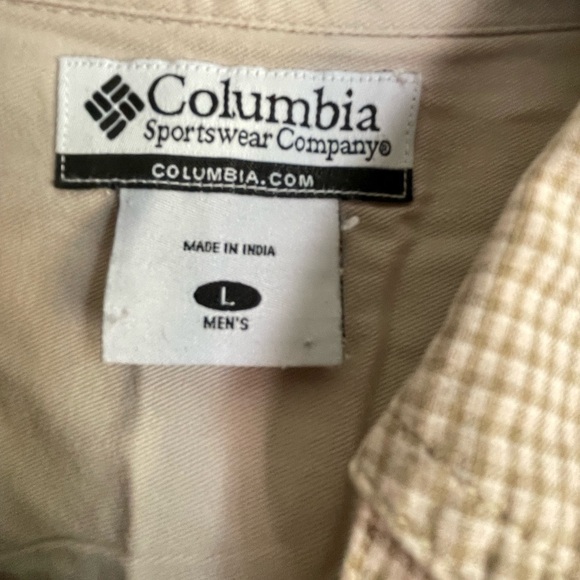 Columbia
Sportswear Company®
COLUMBIA.COM
MADE IN INDIA
L
MEN'S